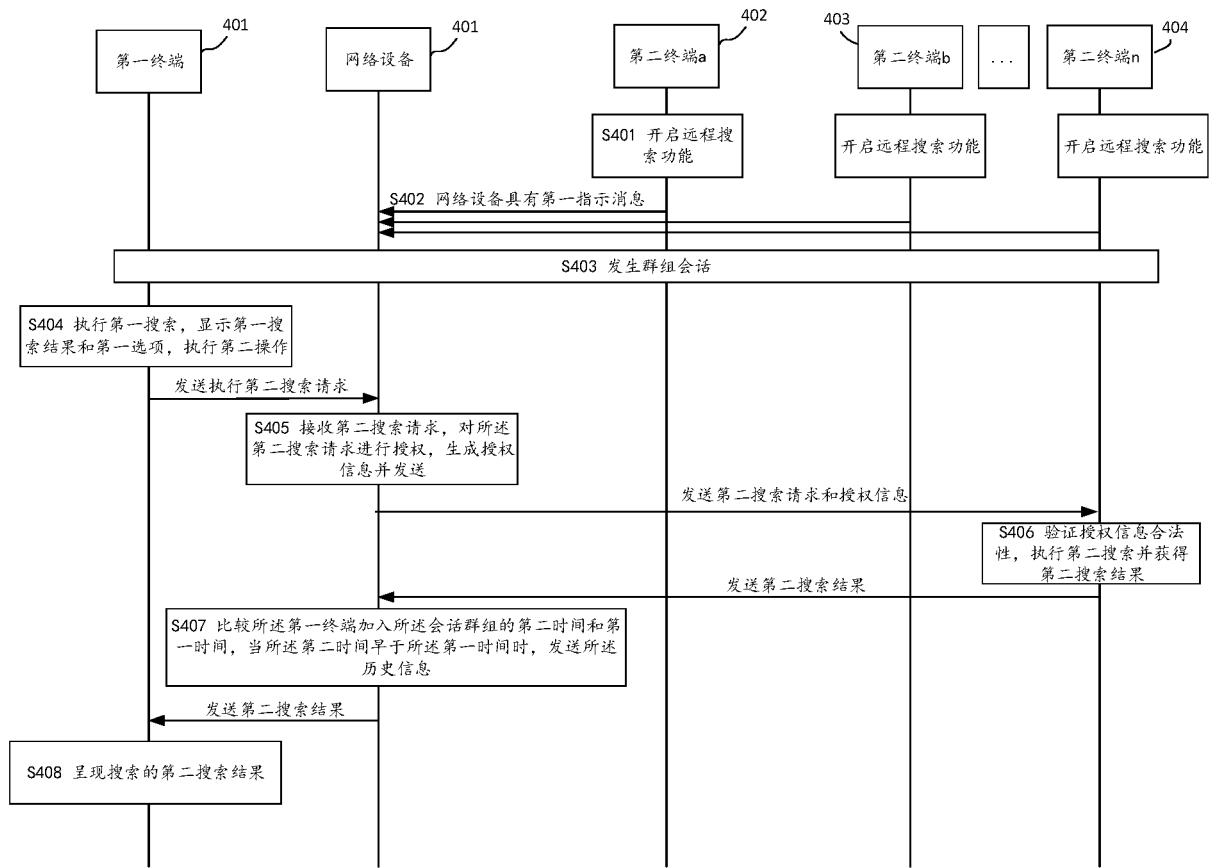 401
401
402
403
404
第一终端
网络设备
第二终端a
第二终端b
...
第二终端n
S401 开启远程搜
索功能
开启远程搜索功能
开启远程搜索功能
S402 网络设备具有第一指示消息
S403 发生群组会话
S404 执行第一搜索，显示第一搜
索结果和第一选项，执行第二操作
发送执行第二搜索请求
S405 接收第二搜索请求，对所述
第二搜索请求进行授权，生成授权
信息并发送
发送第二搜索请求和授权信息
S406 验证授权信息合法
性，执行第二搜索并获得
第二搜索结果
发送第二搜索结果
S407 比较所述第一终端加入所述会话群组的第二时间和第
一时间，当所述第二时间早于所述第一时间时，发送所述
历史信息
发送第二搜索结果
S408 呈现搜索的第二搜索结果